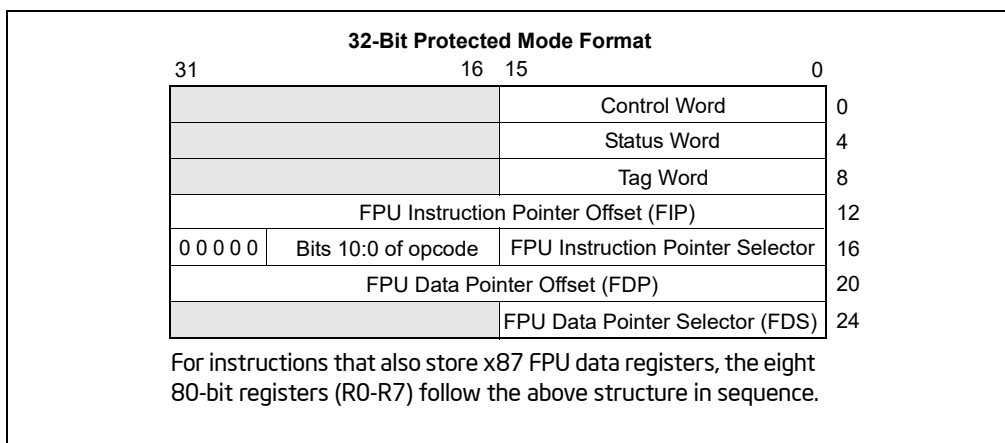 32-Bit Protected Mode Format
31 16 15 0
Control Word 0
Status Word 4
Tag Word 8
FPU Instruction Pointer Offset (FIP) 12
0 0 0 0 0 Bits 10:0 of opcode FPU Instruction Pointer Selector 16
FPU Data Pointer Offset (FDP) 20
FPU Data Pointer Selector (FDS) 24
For instructions that also store x87 FPU data registers, the eight
80-bit registers (R0-R7) follow the above structure in sequence.